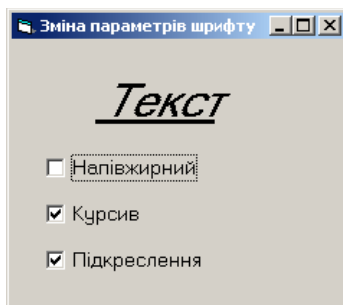 Зміна параметрів шрифту
Текст
Напівжирний
Курсив
Підкреслення